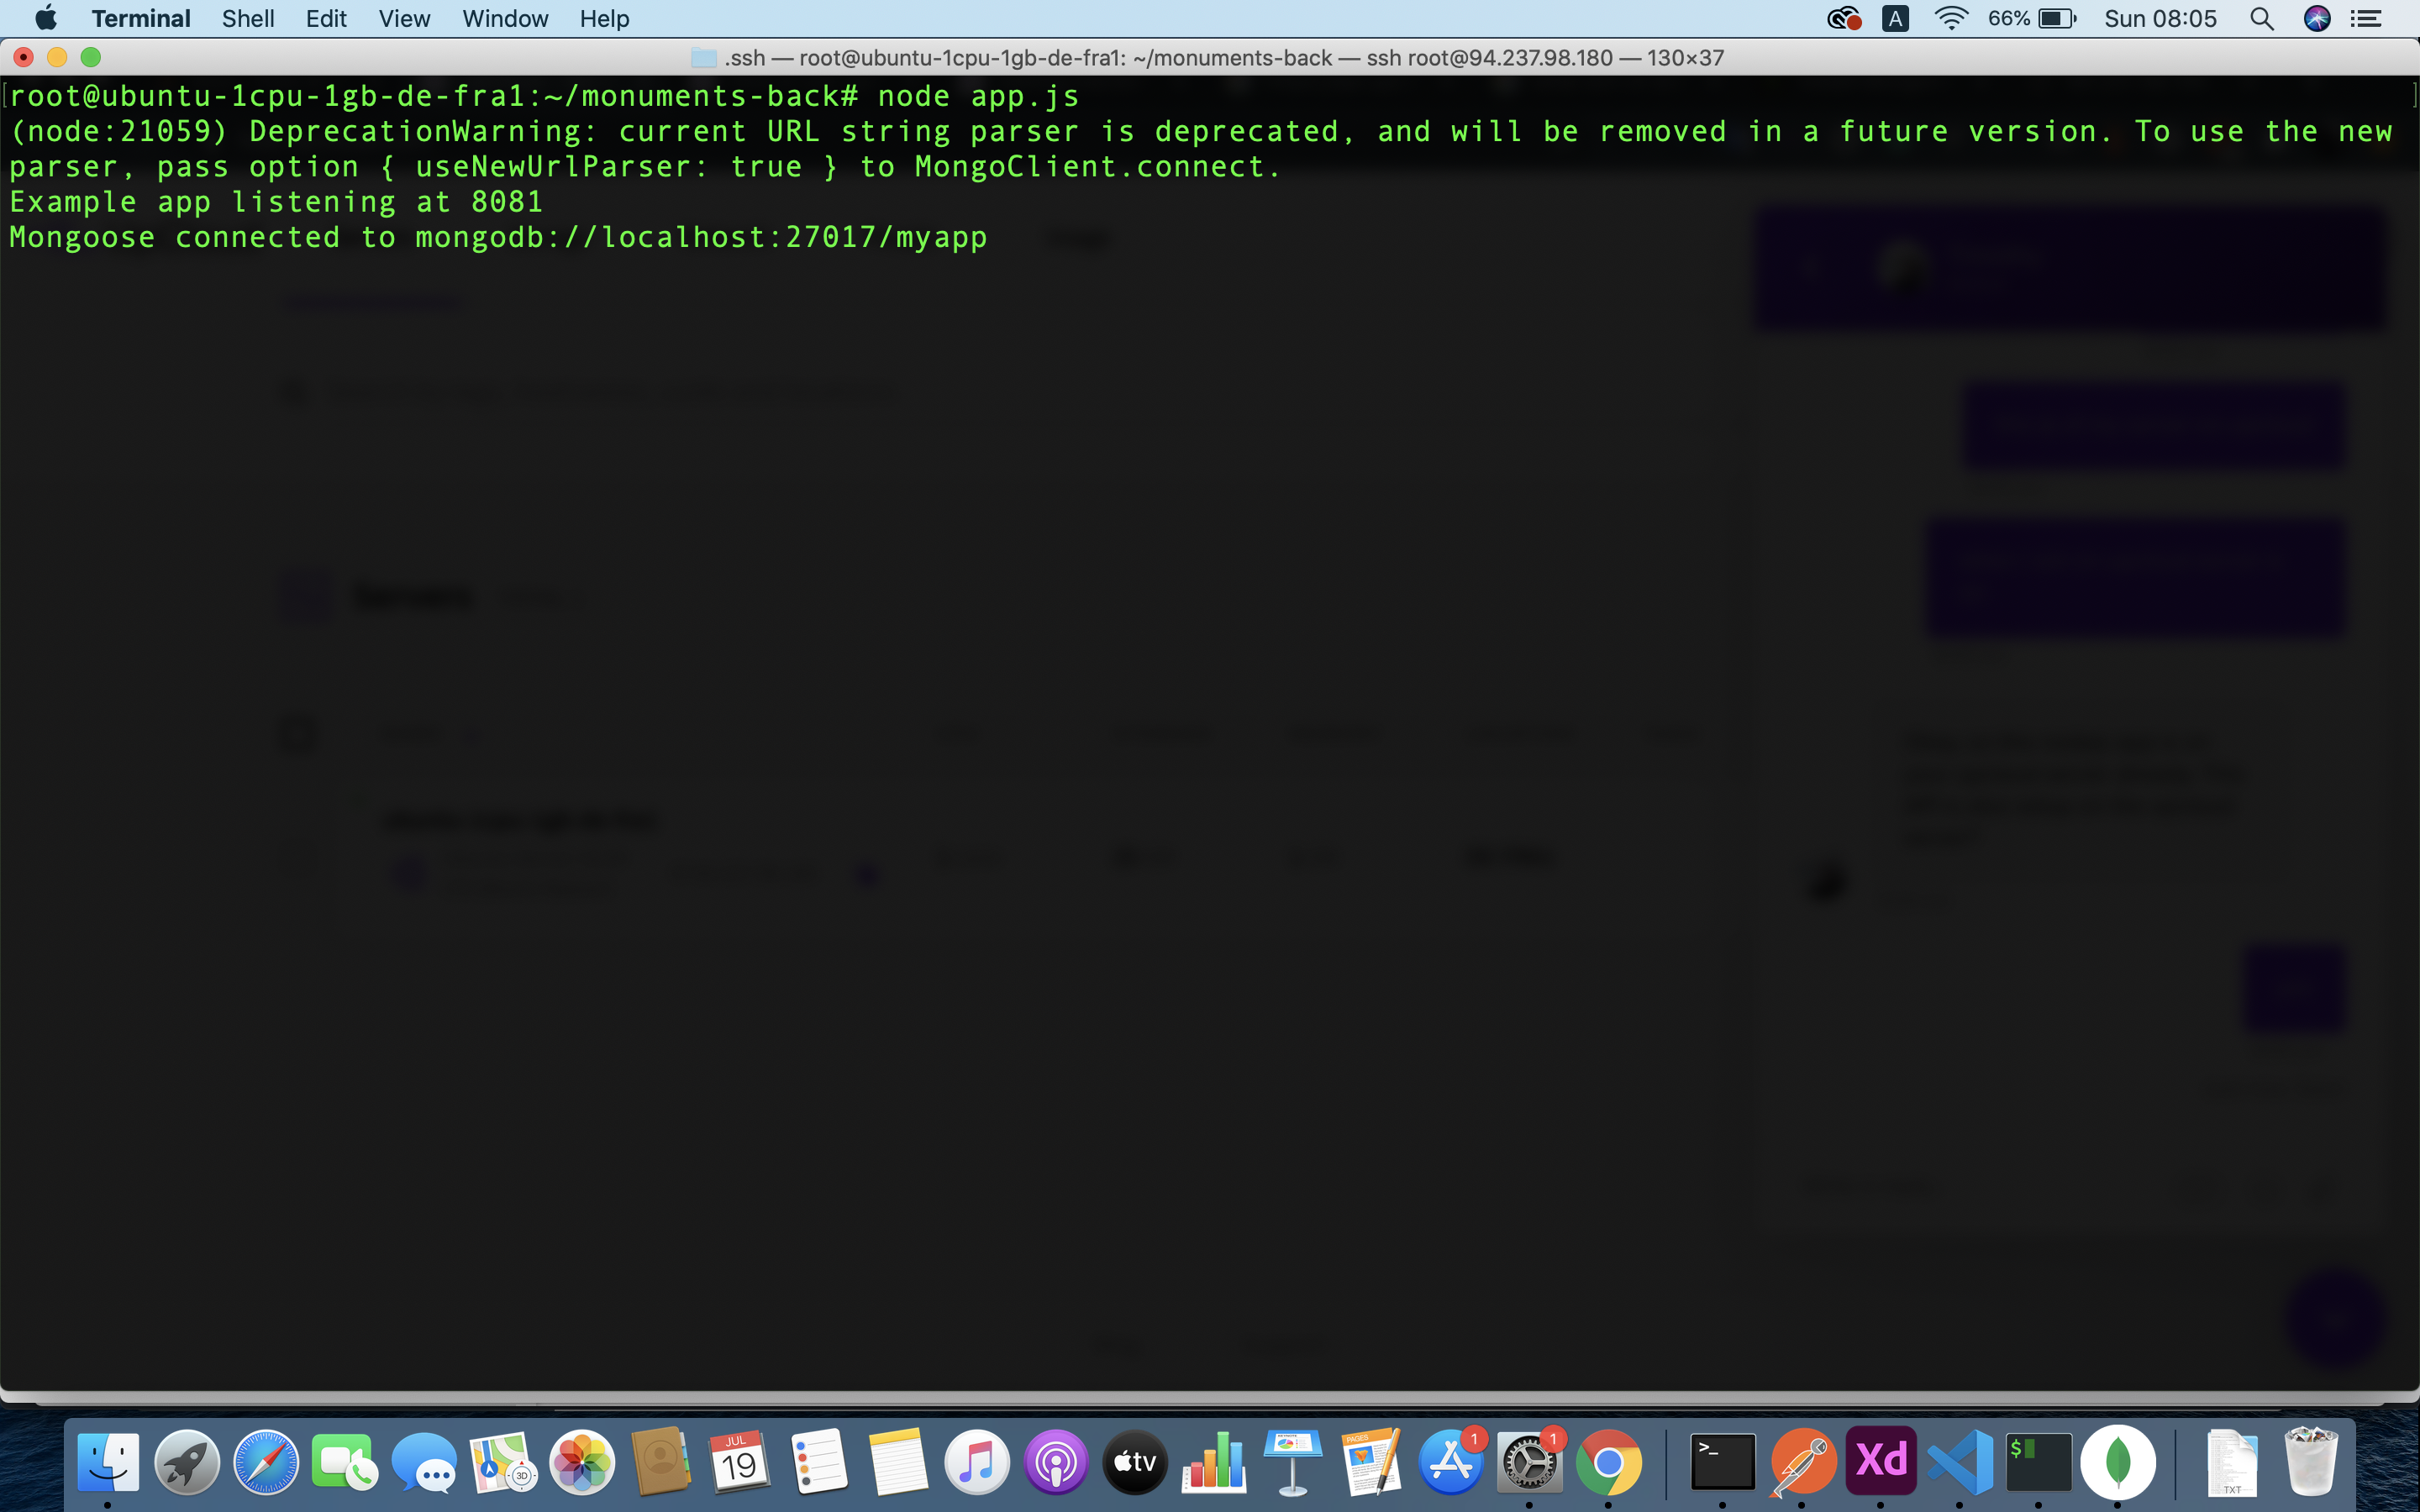 Terminal Shell Edit View Window Help A 66% Sun 08:05
.ssh — root@ubuntu-1cpu-1gb-de-fra1: ~/monuments-back — ssh root@94.237.98.180 — 130×37
[root@ubuntu-1cpu-1gb-de-fra1:~/monuments-back# node app.js ]
(node:21059) DeprecationWarning: current URL string parser is deprecated, and will be removed in a future version. To use the new
parser, pass option { useNewUrlParser: true } to MongoClient.connect.
Example app listening at 8081
Mongoose connected to mongodb://localhost:27017/myapp
Servers
JUL
19
3D
tv
PAGES
1
1
>_
Xd
$
TXT